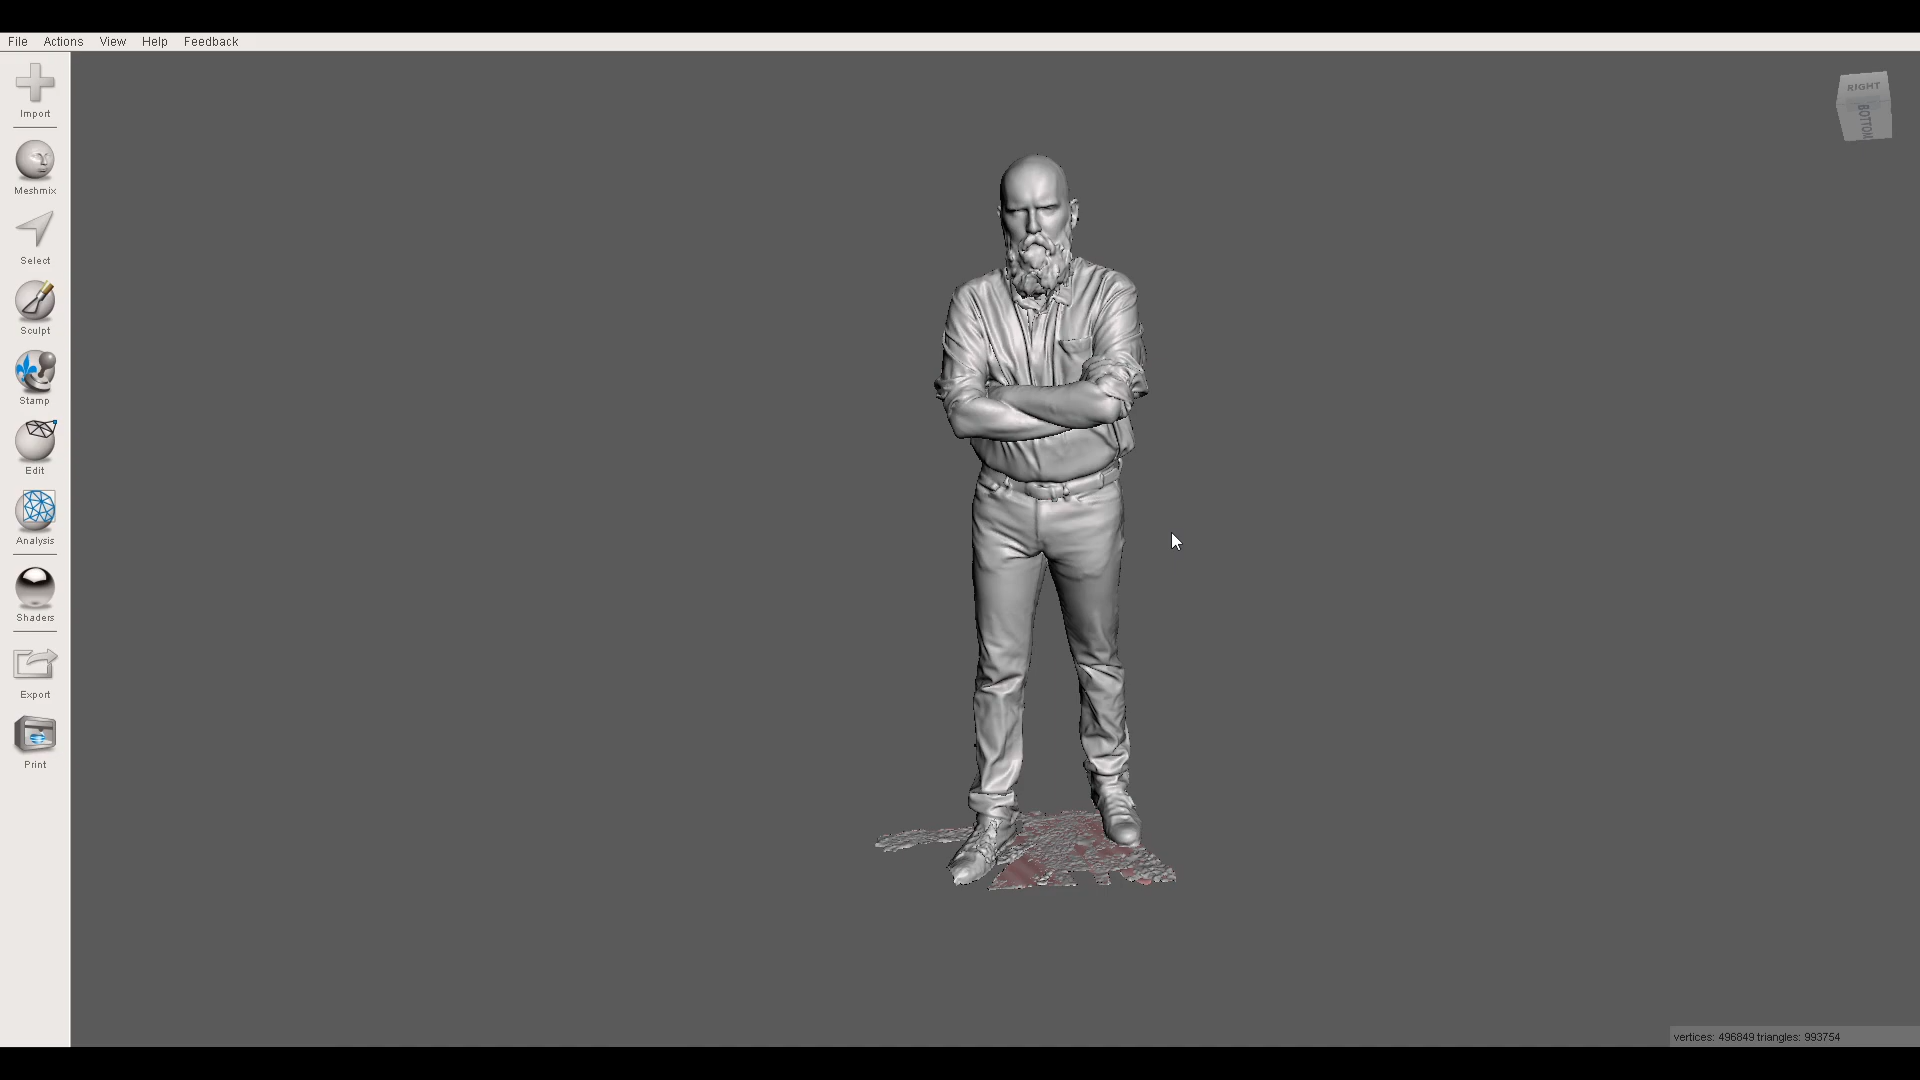 File Actions View Help Feedback
Import
Meshmix
Select
Sculpt
Stamp
Edit
Analysis
Shaders
Export
Print
RIGHT
BOTTOM
vertices: 496849 triangles: 993754